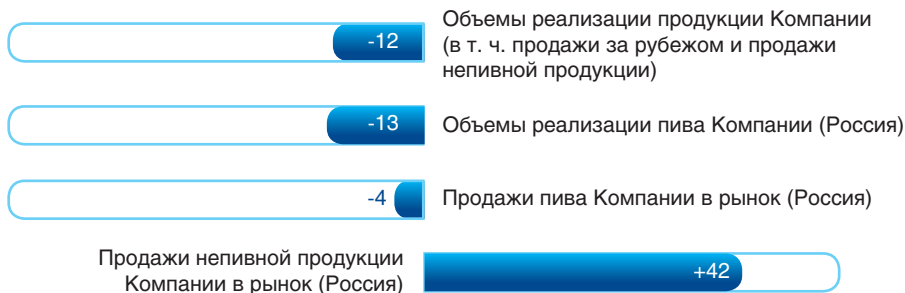 -12
Объемы реализации продукции Компании
(в т. ч. продажи за рубежом и продажи
непивной продукции)
-13
Объемы реализации пива Компании (Россия)
-4
Продажи пива Компании в рынок (Россия)
Продажи непивной продукции
Компании в рынок (Россия)
+42